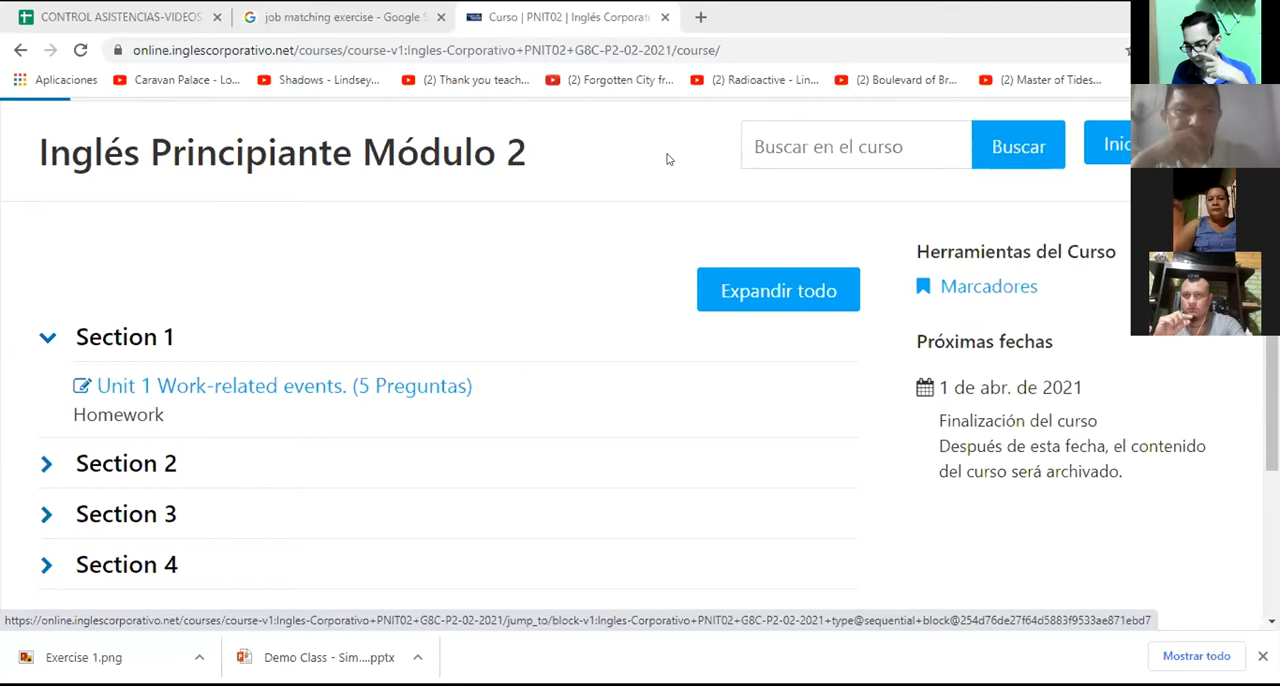 CONTROL ASISTENCIAS-VIDEOS
job matching exercise - Google S
Curso | PNIT02 | Inglés Corporati
online.inglescorporativo.net/courses/course-v1:Ingles-Corporativo+PNIT02+G8C-P2-02-2021/course/
Aplicaciones
Caravan Palace - Lo...
Shadows - Lindsey...
(2) Thank you teach...
(2) Forgotten City fr...
(2) Radioactive - Lin...
(2) Boulevard of Br...
(2) Master of Tides...
Inglés Principiante Módulo 2
Buscar en el curso
Buscar
Inic
Expandir todo
Herramientas del Curso
Marcadores
Section 1
Unit 1 Work-related events. (5 Preguntas)
Homework
Próximas fechas
1 de abr. de 2021
Finalización del curso
Después de esta fecha, el contenido
del curso será archivado.
Section 2
Section 3
Section 4
https://online.inglescorporativo.net/courses/course-v1:Ingles-Corporativo+PNIT02+G8C-P2-02-2021/jump_to/block-v1:Ingles-Corporativo+PNIT02+G8C-P2-02-2021+type@sequential+block@254d76de27f64d5883f9533ae871ebd7
Exercise 1.png
Demo Class - Sim....pptx
Mostrar todo